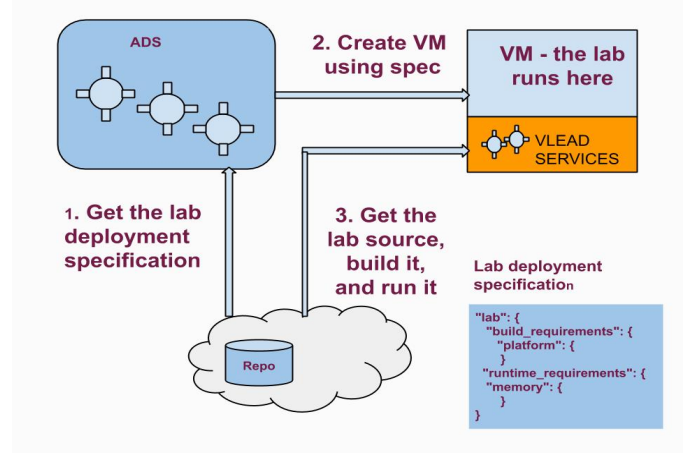 ADS
2. Create VM
using spec
VM - the lab
runs here
VLEAD
SERVICES
1. Get the lab
deployment
specification
3. Get the
lab source,
build it,
and run it
Repo
Lab deployment
specification
"lab": {
"build_requirements": {
"platform": {
}
"runtime_requirements": {
"memory": {
}
}